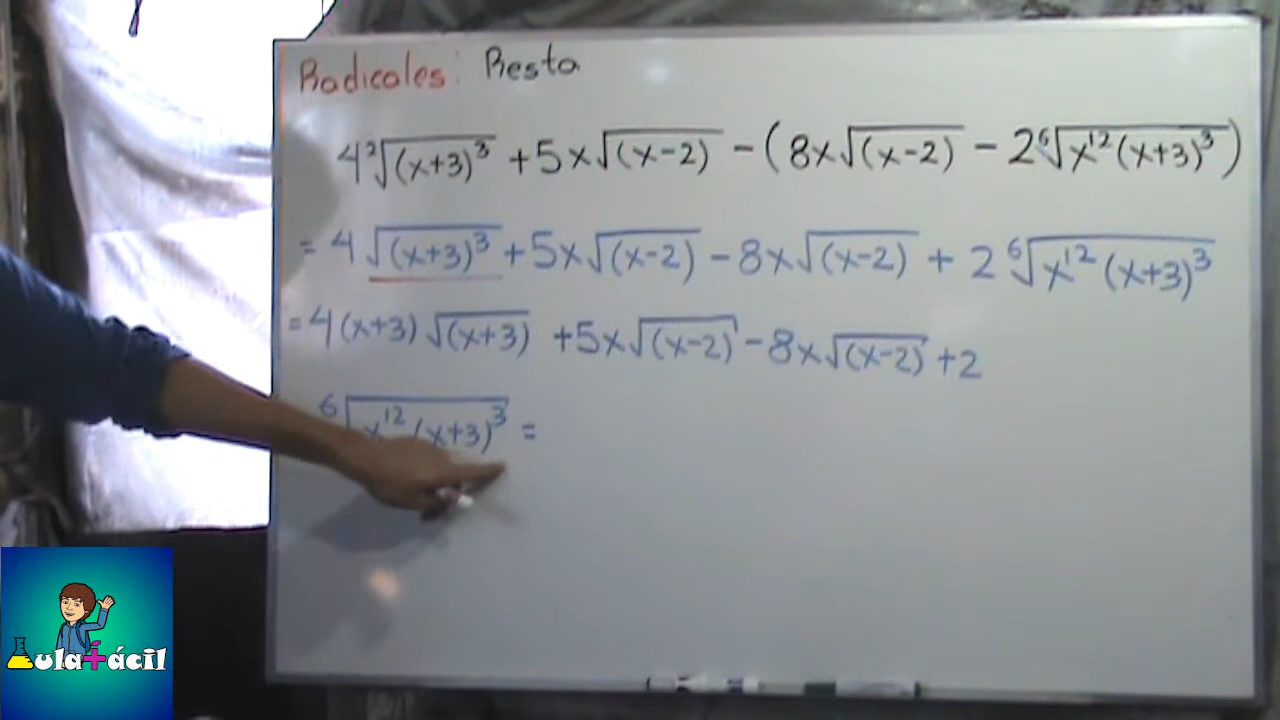 Radicales: Resta
4 ²√(x+3)³ + 5x√(x-2) - (8x√(x-2) - 2 ⁶√x¹²(x+3)³)
= 4 √(x+3)³ + 5x√(x-2) - 8x√(x-2) + 2 ⁶√x¹²(x+3)³
= 4(x+3)√(x+3) + 5x√(x-2) - 8x√(x-2) + 2
⁶√x¹²(x+3)³ =
Aulafácil